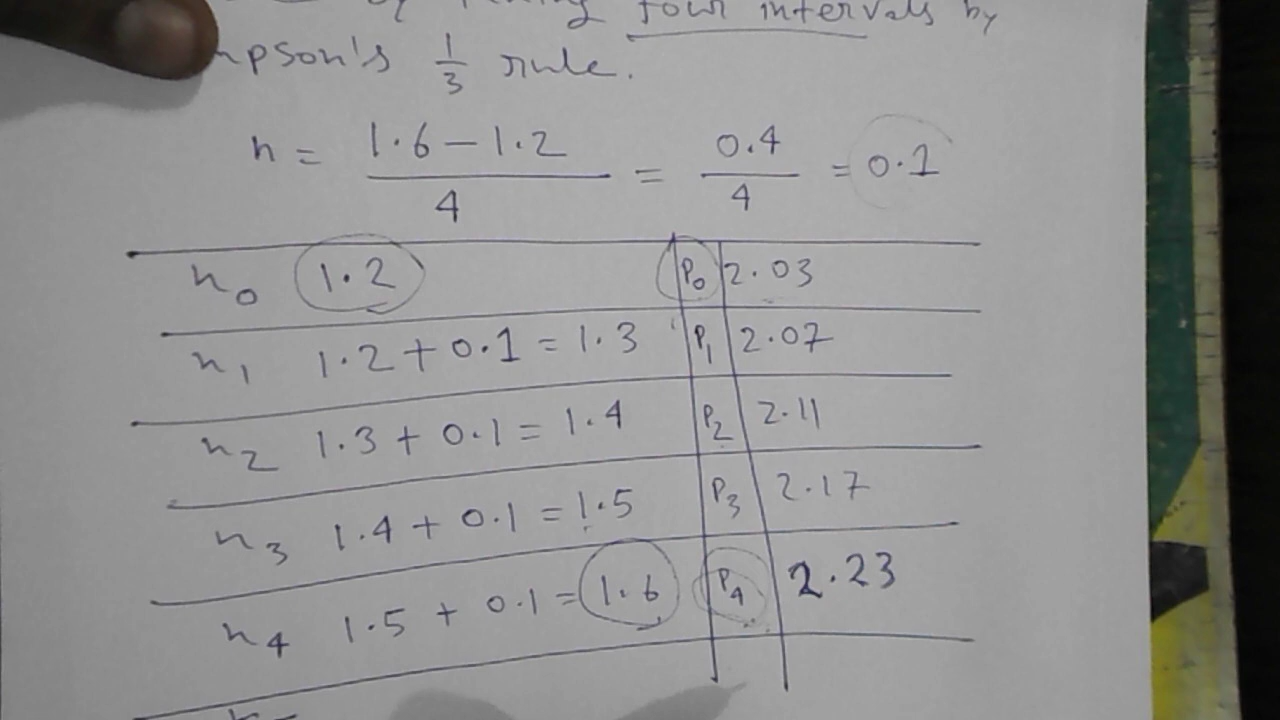 by four intervals by
mpson's 1/3 rule.
h = 1.6 - 1.2 / 4 = 0.4 / 4 = 0.1
x0 1.2 P0 2.03
x1 1.2 + 0.1 = 1.3 P1 2.07
x2 1.3 + 0.1 = 1.4 P2 2.11
x3 1.4 + 0.1 = 1.5 P3 2.17
x4 1.5 + 0.1 = 1.6 P4 2.23